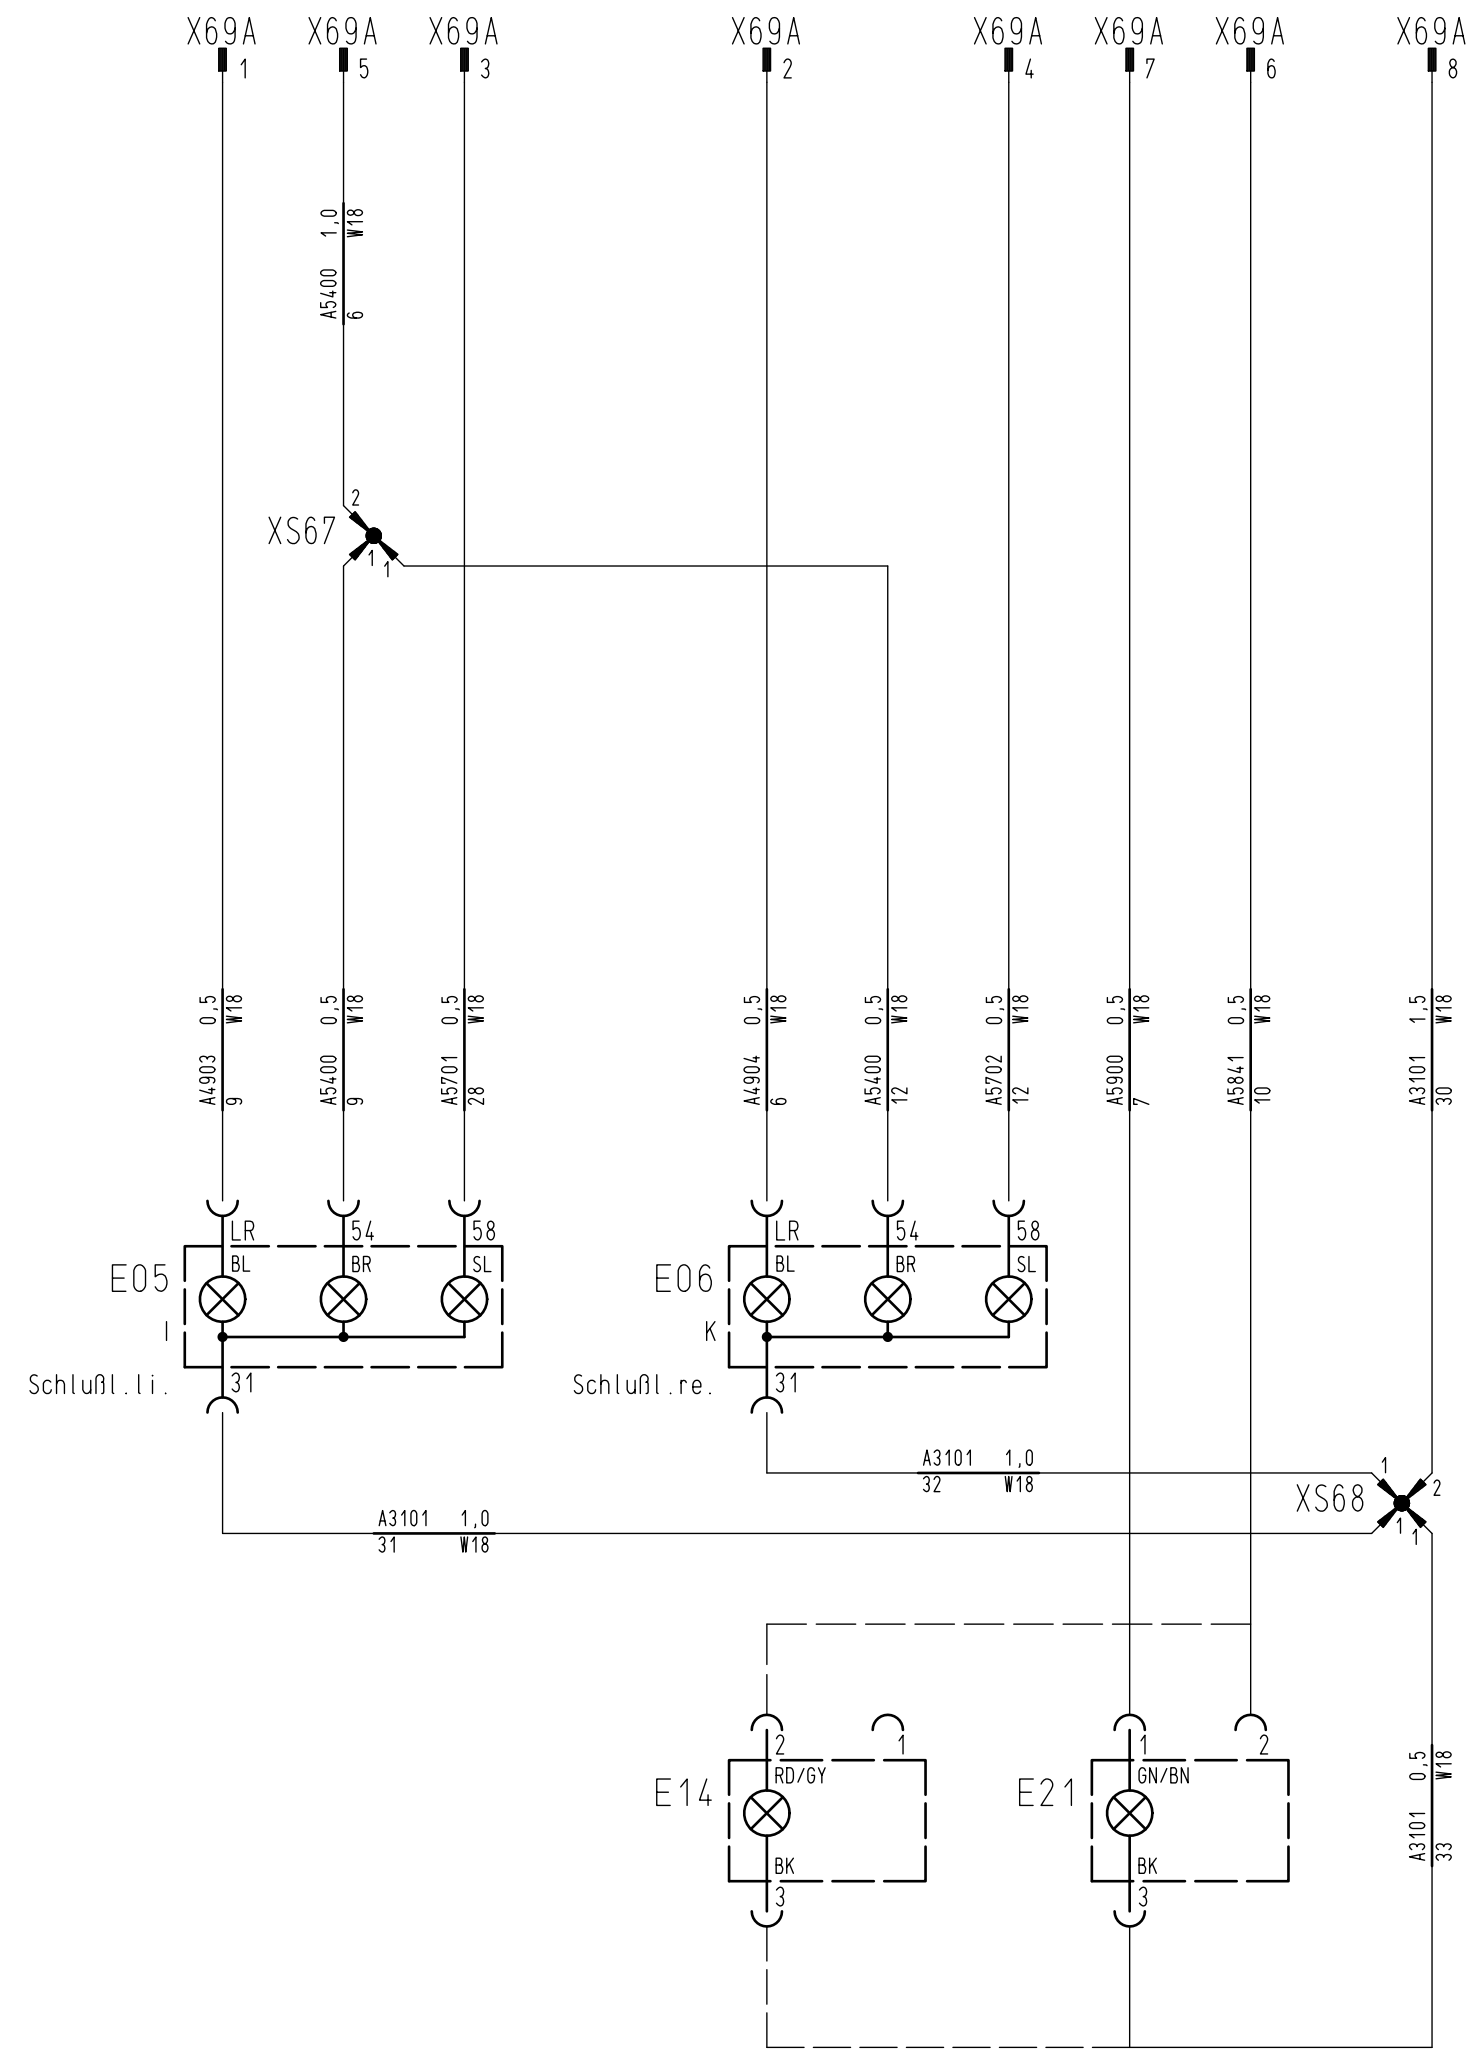 X69A X69A X69A X69A X69A X69A X69A X69A
1 5 3 2 4 7 6 8
A5400 1,0
6 W18
2
XS67
1 1
A4903 0,5
9 W18
A5400 0,5
9 W18
A5701 0,5
28 W18
A4904 0,5
6 W18
A5400 0,5
12 W18
A5702 0,5
12 W18
A5900 0,5
7 W18
A5841 0,5
10 W18
A3101 1,5
30 W18
LR 54 58 LR 54 58
BL BR SL BL BR SL
E05 E06
I K
Schlußl.li. 31 Schlußl.re. 31
A3101 1,0 1
32 W18 2
XS68
A3101 1,0 1 1
31 W18
2 1 1 2
RD/GY GN/BN
E14 E21
A3101 0,5
33 W18
BK BK
3 3